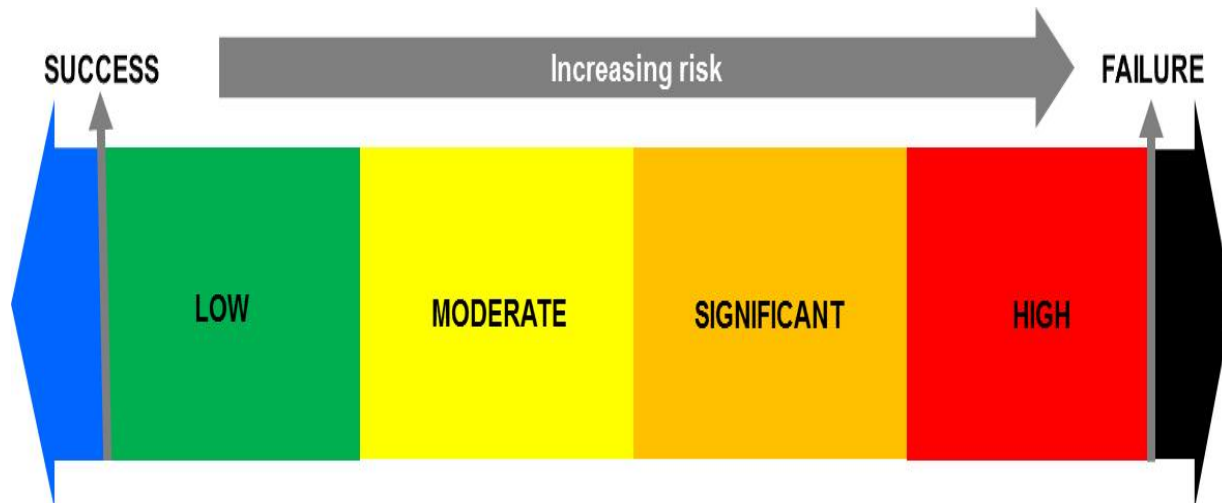 SUCCESS
Increasing risk
FAILURE
LOW
MODERATE
SIGNIFICANT
HIGH